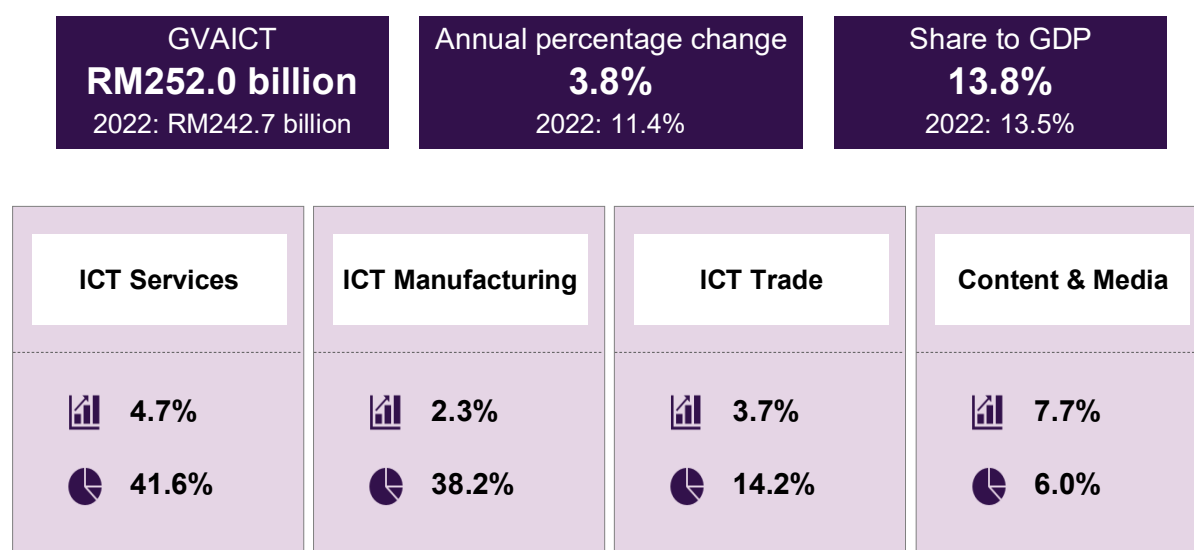 GVAICT
RM252.0 billion
2022: RM242.7 billion
Annual percentage change
3.8%
2022: 11.4%
Share to GDP
13.8%
2022: 13.5%
ICT Services
4.7%
41.6%
ICT Manufacturing
2.3%
38.2%
ICT Trade
3.7%
14.2%
Content & Media
7.7%
6.0%